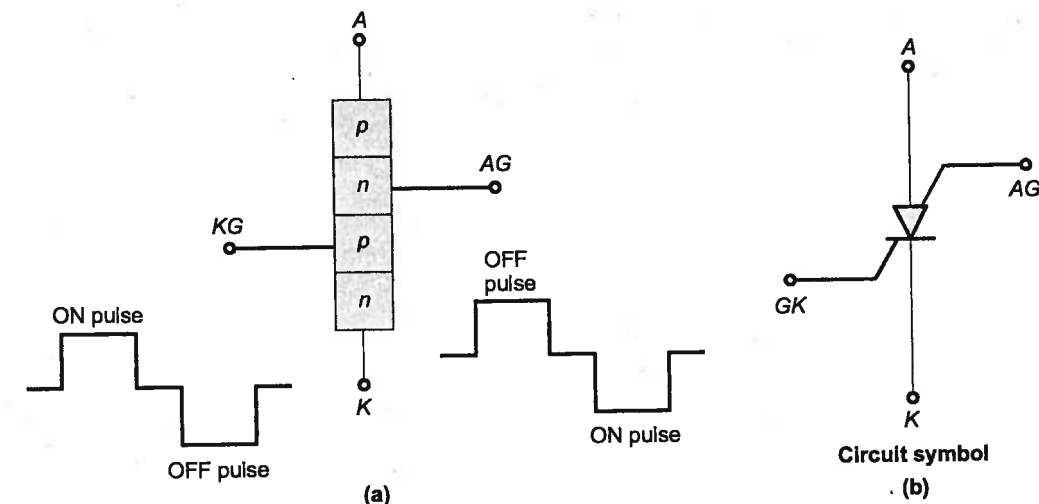 A
p
n
AG
KG
p
n
K
ON pulse
OFF pulse
OFF
pulse
ON pulse
(a)
A
AG
GK
K
Circuit symbol
(b)